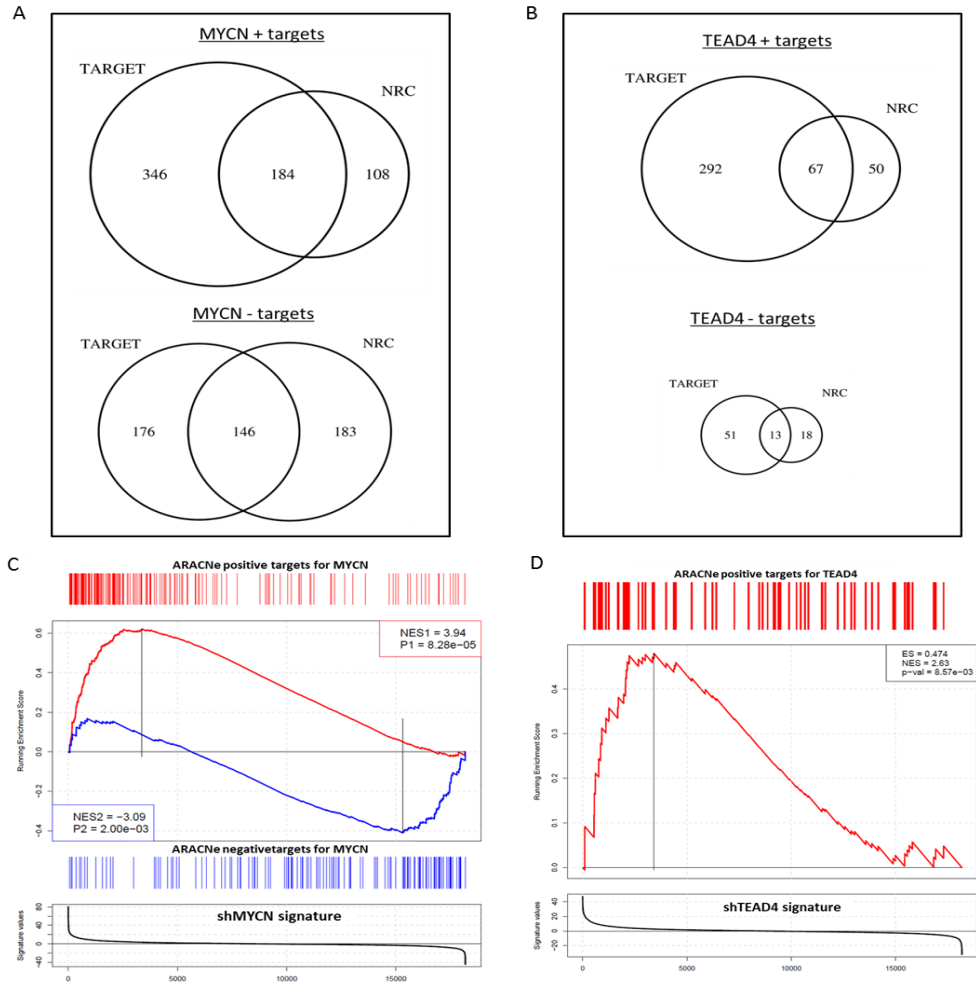 A
MYCN + targets
TARGET
NRC
346
184
108
MYCN - targets
TARGET
NRC
176
146
183
B
TEAD4 + targets
TARGET
NRC
292
67
50
TEAD4 - targets
TARGET
NRC
51
13
18
C
ARACNe positive targets for MYCN
NES1 = 3.94
P1 = 8.28e−05
Running Enrichment Score
0.6
0.4
0.2
0.0
−0.2
−0.4
NES2 = −3.09
P2 = 2.00e−03
ARACNe negativetargets for MYCN
shMYCN signature
Signature values
80
60
40
20
0
−20
−40
0
5000
10000
15000
D
ARACNe positive targets for TEAD4
ES = 0.474
NES = 2.63
p−val = 8.57e−03
Running Enrichment Score
0.4
0.3
0.2
0.1
0.0
shTEAD4 signature
Signature values
40
20
0
−20
0
5000
10000
15000